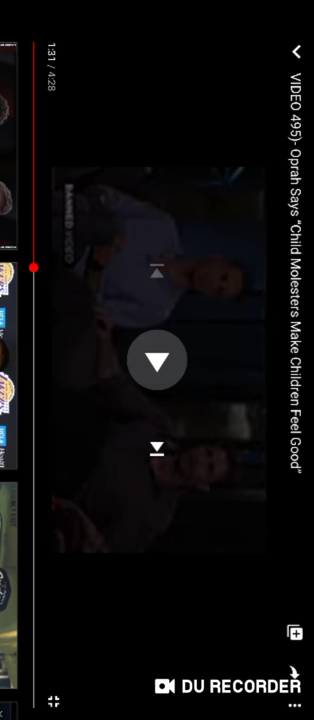 VIDEO 495)- Oprah Says "Child Molesters Make Children Feel Good"
BANNED.VIDEO
1:31 / 4:28
DU RECORDER